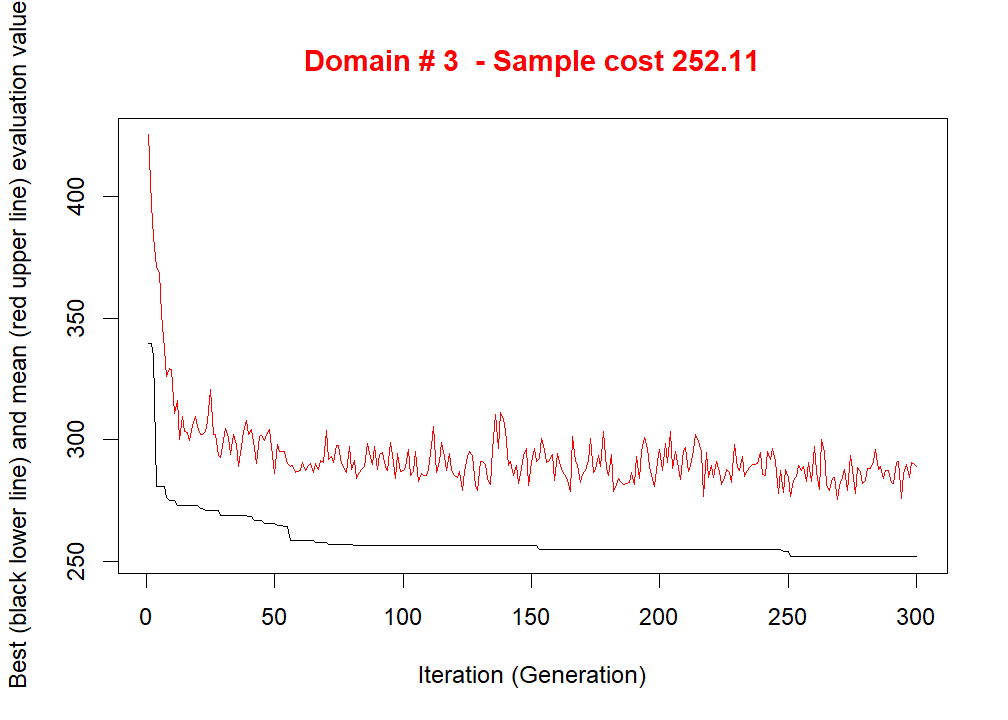 Domain # 3  - Sample cost 252.11
Best (black lower line) and mean (red upper line) evaluation value
400
350
300
250
0 50 100 150 200 250 300
Iteration (Generation)